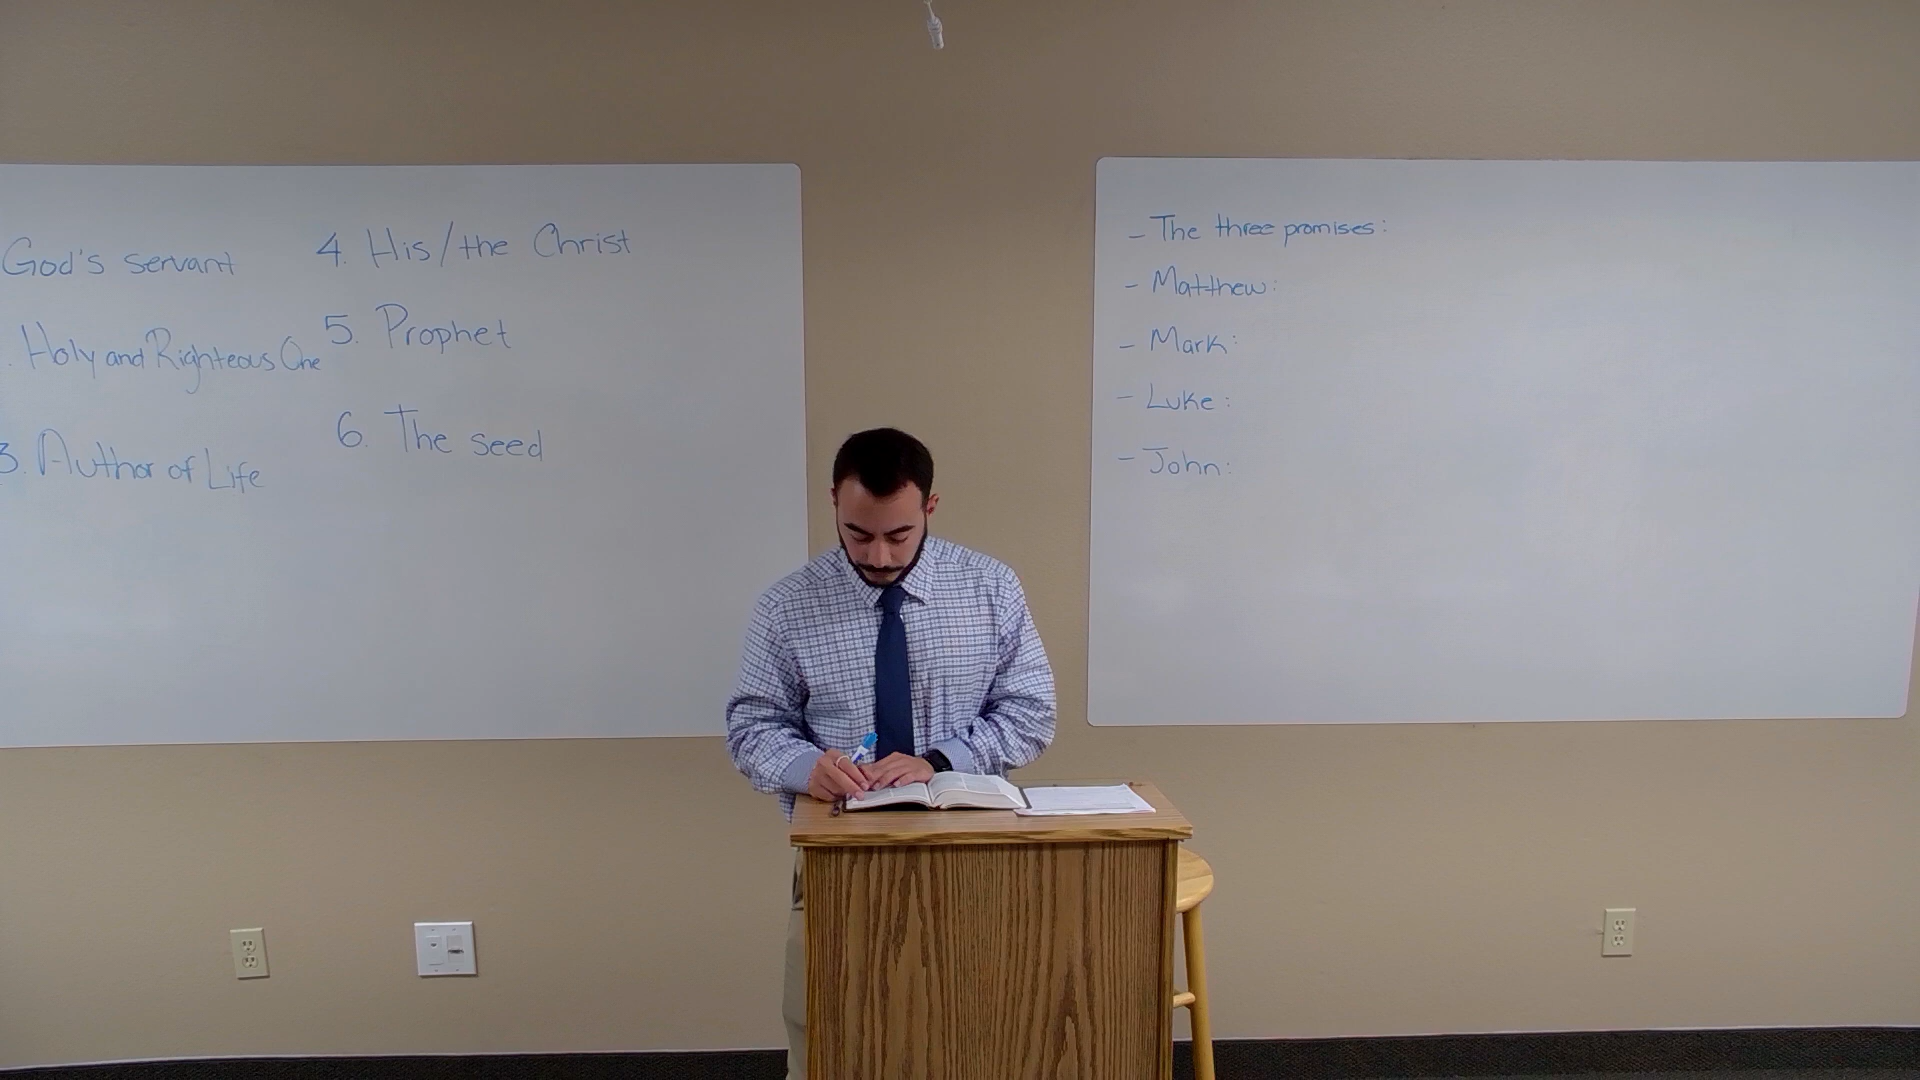 God's servant
. Holy and Righteous One
3. Author of Life
4. His/the Christ
5. Prophet
6. The seed
- The three promises:
- Matthew:
- Mark:
- Luke:
- John: